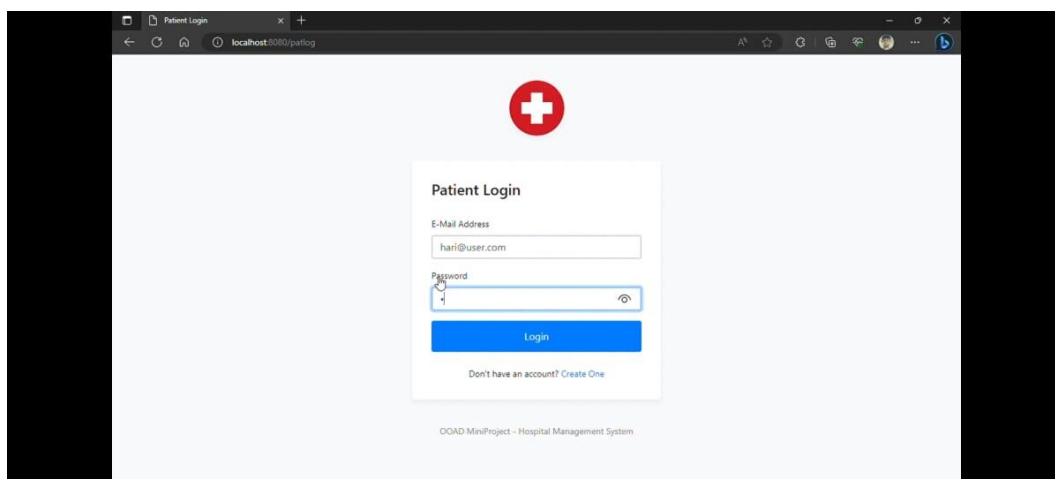 Patient Login
localhost:8080/patlog
Patient Login
E-Mail Address
hari@user.com
Password
Login
Don't have an account? Create One
OOAD MiniProject - Hospital Management System